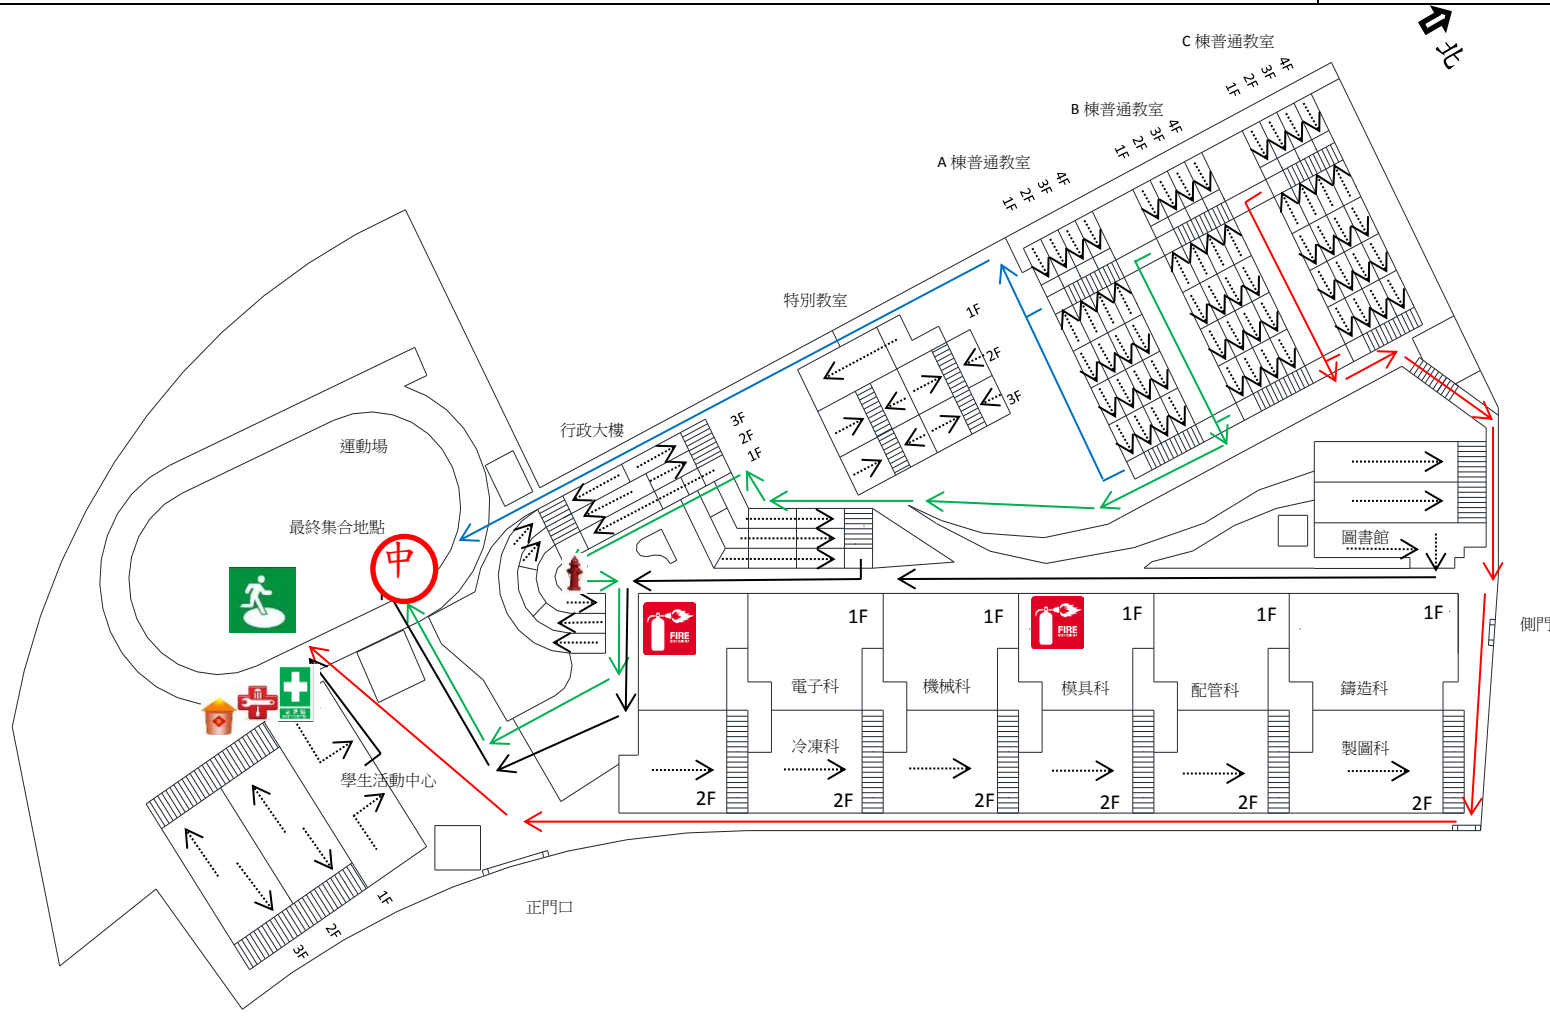 北
C 棟普通教室
1F 2F 3F 4F
B 棟普通教室
1F 2F 3F 4F
A 棟普通教室
1F 2F 3F 4F
特別教室
1F
2F
3F
行政大樓
3F
2F
1F
運動場
最終集合地點
中
圖書館
側門
FIRE
FIRE
1F
1F
1F
1F
1F
電子科
機械科
模具科
配管科
鑄造科
冷凍科
製圖科
2F
2F
2F
2F
2F
2F
學生活動中心
1F
2F
3F
正門口